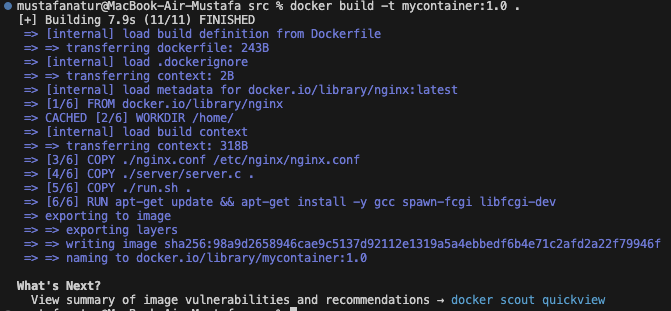 mustafanatur@MacBook-Air-Mustafa src % docker build -t mycontainer:1.0 .
[+] Building 7.9s (11/11) FINISHED
=> [internal] load build definition from Dockerfile
=> => transferring dockerfile: 243B
=> [internal] load .dockerignore
=> => transferring context: 2B
=> [internal] load metadata for docker.io/library/nginx:latest
=> [1/6] FROM docker.io/library/nginx
=> CACHED [2/6] WORKDIR /home/
=> [internal] load build context
=> => transferring context: 318B
=> [3/6] COPY ./nginx.conf /etc/nginx/nginx.conf
=> [4/6] COPY ./server/server.c .
=> [5/6] COPY ./run.sh .
=> [6/6] RUN apt-get update && apt-get install -y gcc spawn-fcgi libfcgi-dev
=> exporting to image
=> => exporting layers
=> => writing image sha256:98a9d2658946cae9c5137d92112e1319a5a4ebbedf6b4e71c2afd2a22f79946f
=> => naming to docker.io/library/mycontainer:1.0
What's Next?
View summary of image vulnerabilities and recommendations → docker scout quickview